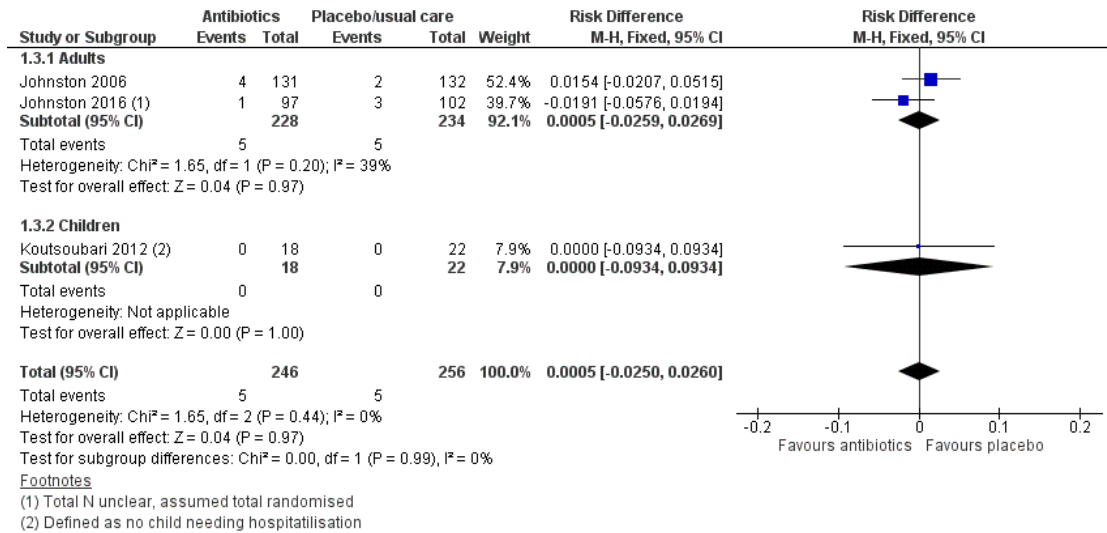 Antibiotics Placebo/usual care Risk Difference Risk Difference
Study or Subgroup Events Total Events Total Weight M-H, Fixed, 95% CI M-H, Fixed, 95% CI
1.3.1 Adults
Johnston 2006 4 131 2 132 52.4% 0.0154 [-0.0207, 0.0515]
Johnston 2016 (1) 1 97 3 102 39.7% -0.0191 [-0.0576, 0.0194]
Subtotal (95% CI) 228 234 92.1% 0.0005 [-0.0259, 0.0269]
Total events 5 5
Heterogeneity: Chi² = 1.65, df = 1 (P = 0.20); I² = 39%
Test for overall effect: Z = 0.04 (P = 0.97)
1.3.2 Children
Koutsoubari 2012 (2) 0 18 0 22 7.9% 0.0000 [-0.0934, 0.0934]
Subtotal (95% CI) 18 22 7.9% 0.0000 [-0.0934, 0.0934]
Total events 0 0
Heterogeneity: Not applicable
Test for overall effect: Z = 0.00 (P = 1.00)
Total (95% CI) 246 256 100.0% 0.0005 [-0.0250, 0.0260]
Total events 5 5
Heterogeneity: Chi² = 1.65, df = 2 (P = 0.44); I² = 0%
Test for overall effect: Z = 0.04 (P = 0.97)
Test for subgroup differences: Chi² = 0.00, df = 1 (P = 0.99), I² = 0%
-0.2 -0.1 0 0.1 0.2
Favours antibiotics Favours placebo
Footnotes
(1) Total N unclear, assumed total randomised
(2) Defined as no child needing hospitatilisation